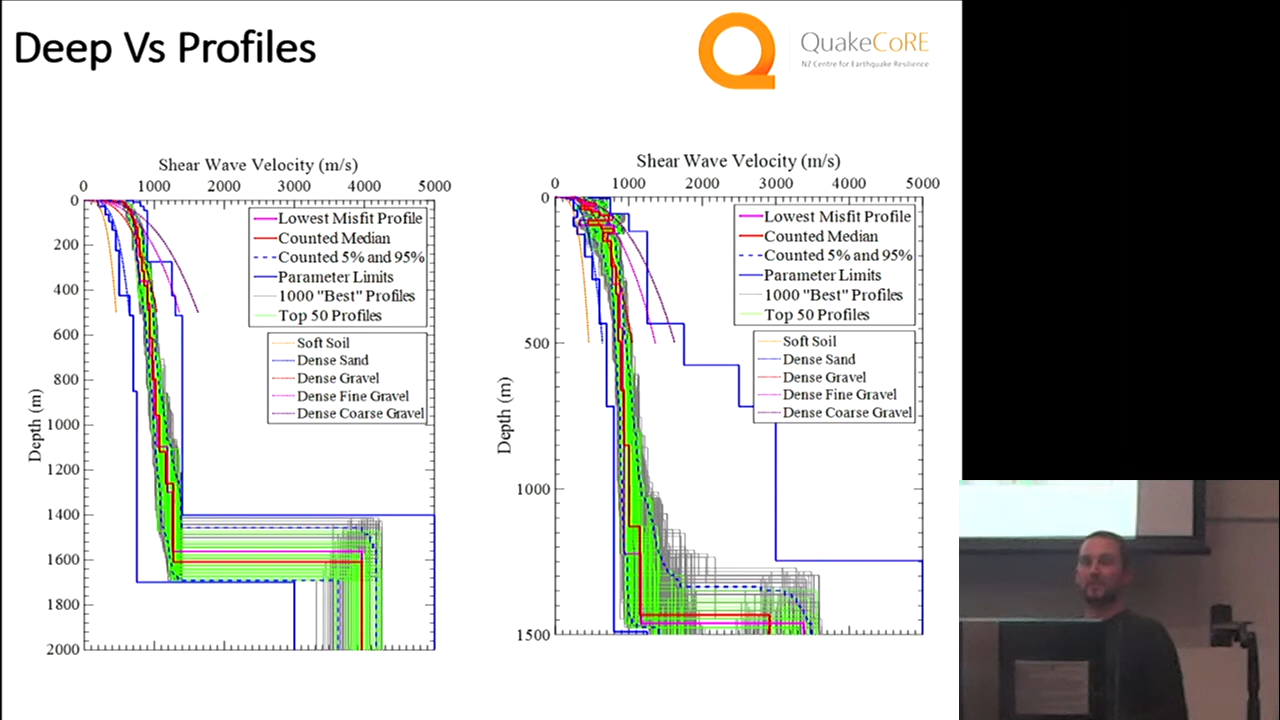 Deep Vs Profiles
QuakeCoRE
NZ Centre for Earthquake Resilience
Shear Wave Velocity (m/s)
0 1000 2000 3000 4000 5000
0
200
400
600
800
1000
1200
1400
1600
1800
2000
Depth (m)
Lowest Misfit Profile
Counted Median
Counted 5% and 95%
Parameter Limits
1000 "Best" Profiles
Top 50 Profiles
Soft Soil
Dense Sand
Dense Gravel
Dense Fine Gravel
Dense Coarse Gravel
Shear Wave Velocity (m/s)
0 1000 2000 3000 4000 5000
0
500
1000
1500
Depth (m)
Lowest Misfit Profile
Counted Median
Counted 5% and 95%
Parameter Limits
1000 "Best" Profiles
Top 50 Profiles
Soft Soil
Dense Sand
Dense Gravel
Dense Fine Gravel
Dense Coarse Gravel